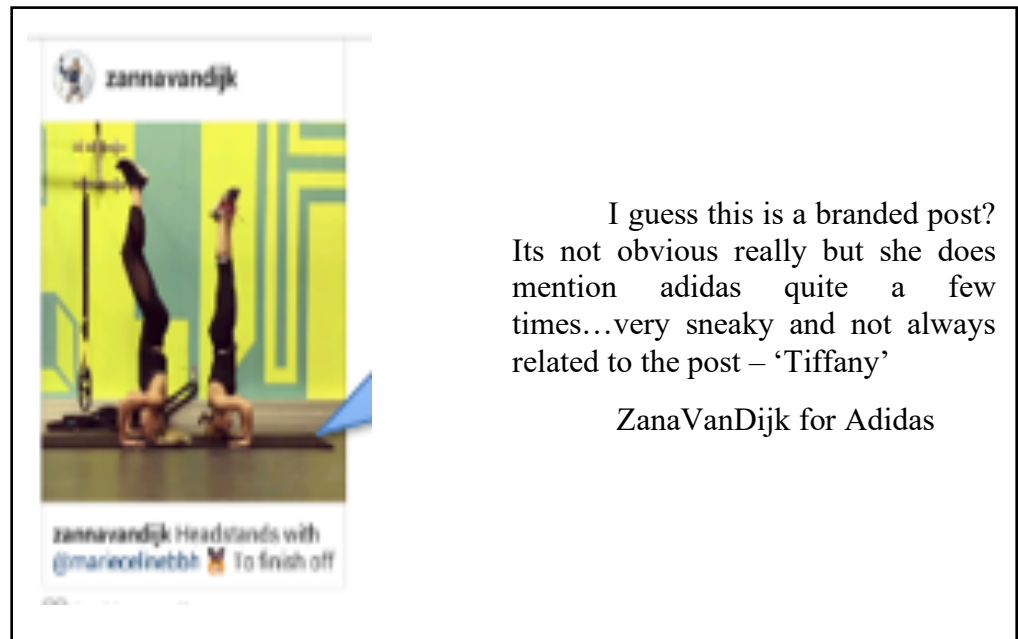 zannavandijk
zannavandijk Headstands with
@mariecelinebbh To finish off
I guess this is a branded post?
Its not obvious really but she does
mention adidas quite a few
times…very sneaky and not always
related to the post – ‘Tiffany’
ZanaVanDijk for Adidas